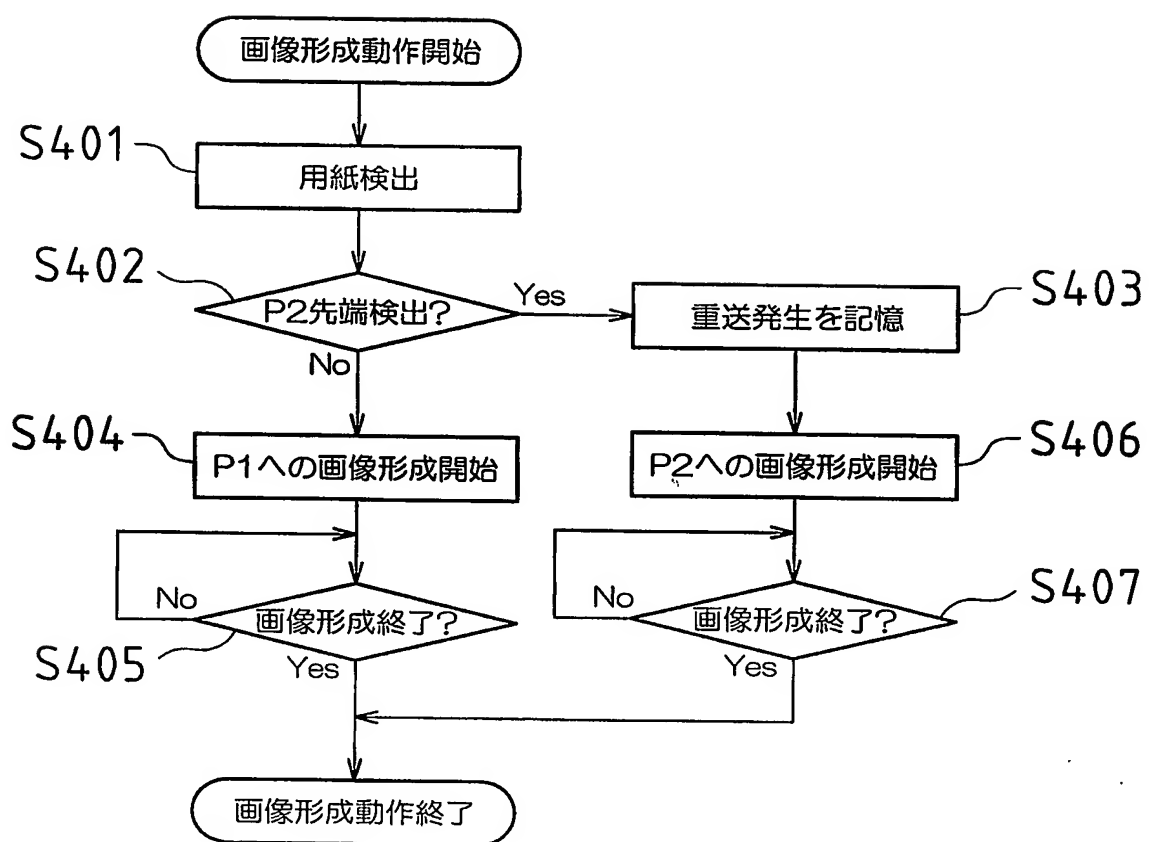 画像形成動作開始
S401
用紙検出
S402
P2先端検出?
Yes
No
S403
重送発生を記憶
S404
P1への画像形成開始
S406
P2への画像形成開始
No
画像形成終了?
S405
Yes
No
画像形成終了?
S407
Yes
画像形成動作終了